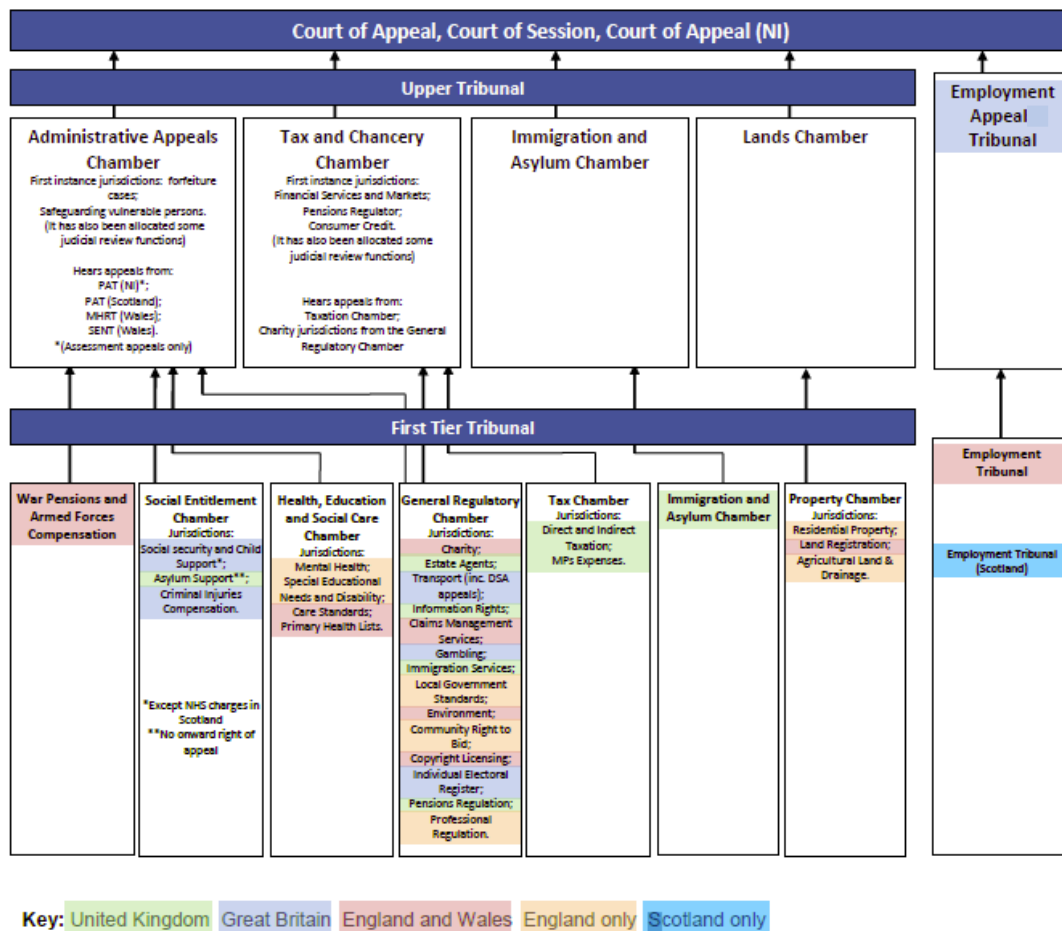 Court of Appeal, Court of Session, Court of Appeal (NI)
Upper Tribunal
Employment
Appeal
Tribunal
Administrative Appeals
Chamber
First instance jurisdictions: forfeiture
cases;
Safeguarding vulnerable persons.
(It has also been allocated some
judicial review functions)
Hears appeals from:
PAT (NI)*;
PAT (Scotland);
MHRT (Wales);
SENT (Wales).
*(Assessment appeals only)
Tax and Chancery
Chamber
First instance jurisdictions:
Financial Services and Markets;
Pensions Regulator;
Consumer Credit.
(It has also been allocated some
judicial review functions)
Hears appeals from:
Taxation Chamber;
Charity jurisdictions from the General
Regulatory Chamber
Immigration and
Asylum Chamber
Lands Chamber
First Tier Tribunal
War Pensions and
Armed Forces
Compensation
Social Entitlement
Chamber
Jurisdictions:
Social security and Child
Support*;
Asylum Support**;
Criminal Injuries
Compensation.
*Except NHS charges in
Scotland
**No onward right of
appeal
Health, Education
and Social Care
Chamber
Jurisdictions:
Mental Health;
Special Educational
Needs and Disability;
Care Standards;
Primary Health Lists.
General Regulatory
Chamber
Jurisdictions:
Charity;
Estate Agents;
Transport (inc. DSA
appeals);
Information Rights;
Claims Management
Services;
Gambling;
Immigration Services;
Local Government
Standards;
Environment;
Community Right to
Bid;
Copyright Licensing;
Individual Electoral
Register;
Pensions Regulation;
Professional
Regulation.
Tax Chamber
Jurisdictions:
Direct and Indirect
Taxation;
MPs Expenses.
Immigration and
Asylum Chamber
Property Chamber
Jurisdictions:
Residential Property;
Land Registration;
Agricultural Land &
Drainage.
Employment
Tribunal
Employment Tribunal
(Scotland)
Key: United Kingdom Great Britain England and Wales England only Scotland only